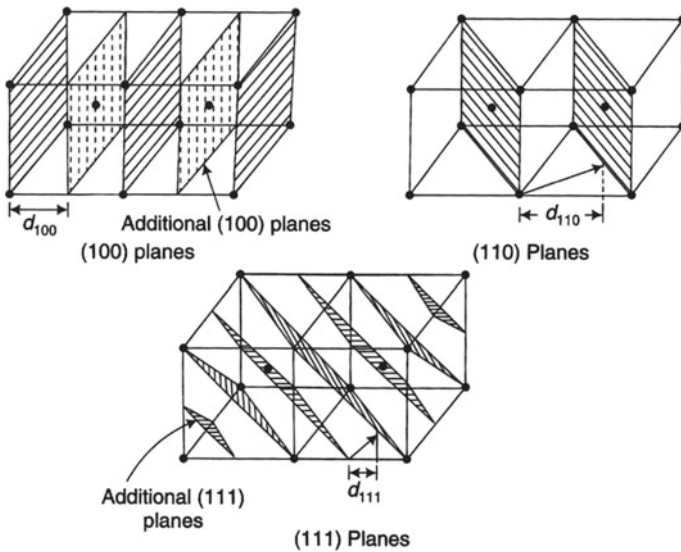 d100
Additional (100) planes
(100) planes
d110
(110) Planes
Additional (111)
planes
d111
(111) Planes